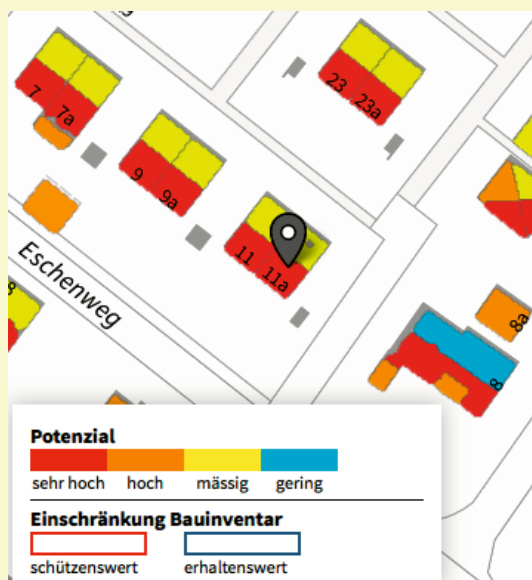 7
7a
23
23a
9
9a
11
11a
Eschenweg
8a
8
8
Potenzial
sehr hoch hoch mässig gering
Einschränkung Bauinventar
schützenswert erhaltenswert